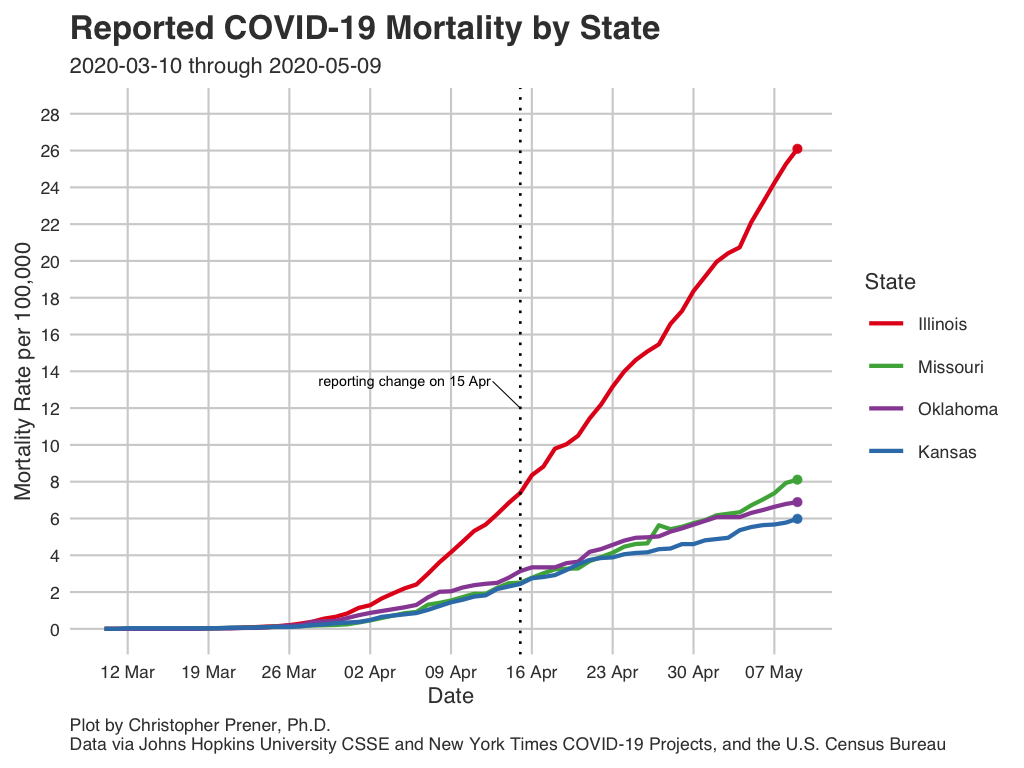 Reported COVID-19 Mortality by State
2020-03-10 through 2020-05-09
28
26
24
22
20
18
16
14
12
10
8
6
4
2
0
Mortality Rate per 100,000
reporting change on 15 Apr
12 Mar 19 Mar 26 Mar 02 Apr 09 Apr 16 Apr 23 Apr 30 Apr 07 May
Date
State
Illinois
Missouri
Oklahoma
Kansas
Plot by Christopher Prener, Ph.D.
Data via Johns Hopkins University CSSE and New York Times COVID-19 Projects, and the U.S. Census Bureau